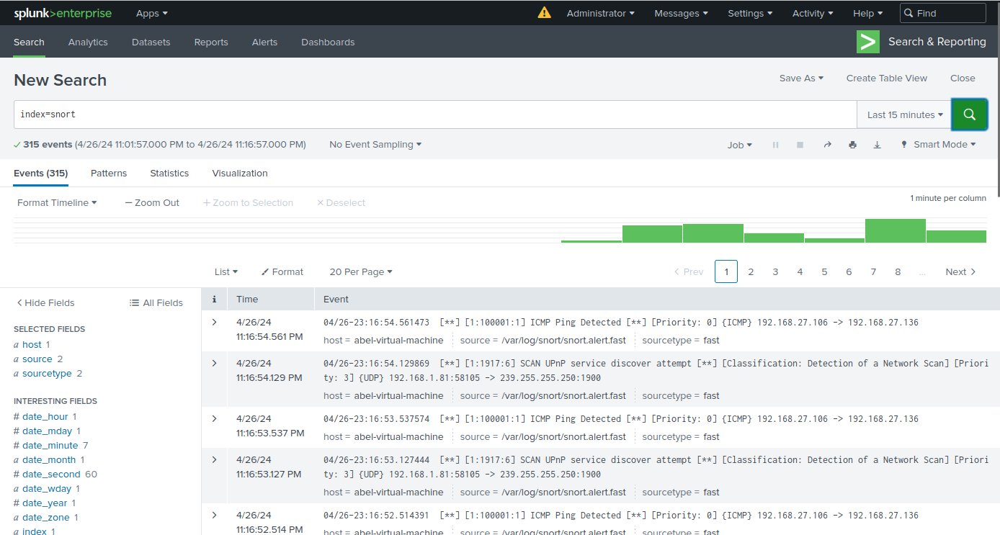 splunk>enterprise Apps Administrator Messages Settings Activity Help Find
Search Analytics Datasets Reports Alerts Dashboards > Search & Reporting
New Search Save As Create Table View Close
index=snort Last 15 minutes
315 events (4/26/24 11:01:57.000 PM to 4/26/24 11:16:57.000 PM) No Event Sampling Job Smart Mode
Events (315) Patterns Statistics Visualization
Format Timeline — Zoom Out + Zoom to Selection × Deselect 1 minute per column
List Format 20 Per Page < Prev 1 2 3 4 5 6 7 8 ... Next >
< Hide Fields All Fields
SELECTED FIELDS
a host 1
a source 2
a sourcetype 2
INTERESTING FIELDS
# date_hour 1
# date_mday 1
# date_minute 7
a date_month 1
# date_second 60
a date_wday 1
# date_year 1
a date_zone 1
a index 1
i Time Event
> 4/26/24 04/26-23:16:54.561473 [**] [1:100001:1] ICMP Ping Detected [**] [Priority: 0] {ICMP} 192.168.27.106 -> 192.168.27.136
11:16:54.561 PM host = abel-virtual-machine source = /var/log/snort/snort.alert.fast sourcetype = fast
> 4/26/24 04/26-23:16:54.129869 [**] [1:1917:6] SCAN UPnP service discover attempt [**] [Classification: Detection of a Network Scan] [Priori
11:16:54.129 PM ty: 3] {UDP} 192.168.1.81:58105 -> 239.255.255.250:1900
host = abel-virtual-machine source = /var/log/snort/snort.alert.fast sourcetype = fast
> 4/26/24 04/26-23:16:53.537574 [**] [1:100001:1] ICMP Ping Detected [**] [Priority: 0] {ICMP} 192.168.27.106 -> 192.168.27.136
11:16:53.537 PM host = abel-virtual-machine source = /var/log/snort/snort.alert.fast sourcetype = fast
> 4/26/24 04/26-23:16:53.127444 [**] [1:1917:6] SCAN UPnP service discover attempt [**] [Classification: Detection of a Network Scan] [Priori
11:16:53.127 PM ty: 3] {UDP} 192.168.1.81:58105 -> 239.255.255.250:1900
host = abel-virtual-machine source = /var/log/snort/snort.alert.fast sourcetype = fast
> 4/26/24 04/26-23:16:52.514391 [**] [1:100001:1] ICMP Ping Detected [**] [Priority: 0] {ICMP} 192.168.27.106 -> 192.168.27.136
11:16:52.514 PM host = abel-virtual-machine source = /var/log/snort/snort.alert.fast sourcetype = fast